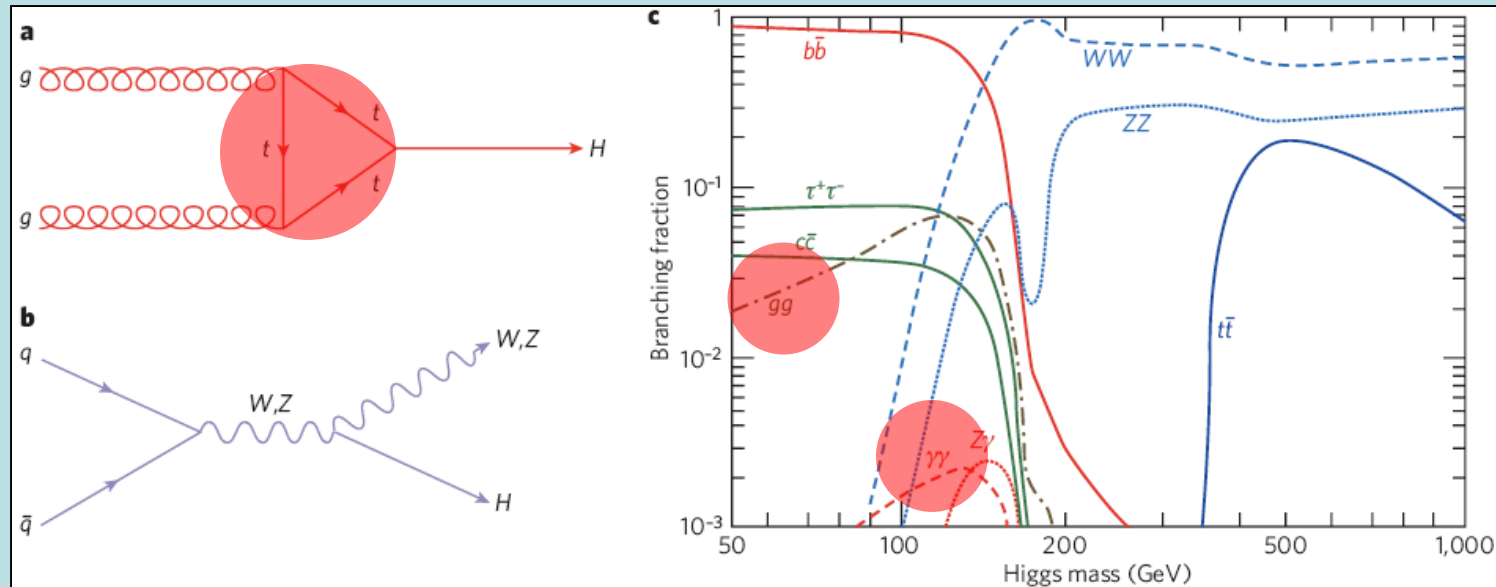 a
g
t
t
t
H
g
b
q
W,Z
W,Z
q̄
H
c
Branching fraction
1
10⁻¹
10⁻²
10⁻³
bb̄
WW
ZZ
τ⁺τ⁻
cc̄
gg
γγ
Zγ
tt̄
50
100
200
500
1,000
Higgs mass (GeV)